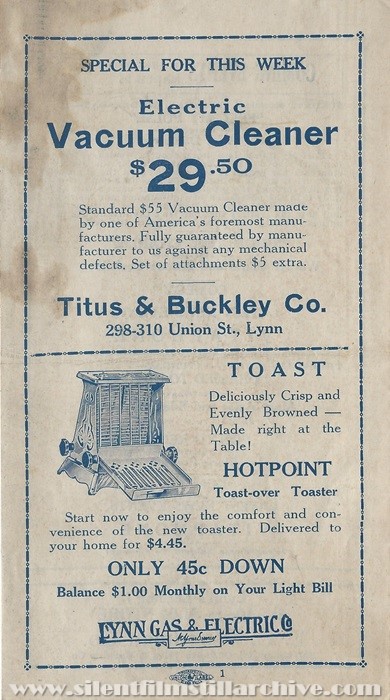 SPECIAL FOR THIS WEEK
Electric
Vacuum Cleaner
$29.50
Standard $55 Vacuum Cleaner made
by one of America's foremost manu-
facturers. Fully guaranteed by manu-
facturer to us against any mechanical
defects. Set of attachments $5 extra.
Titus & Buckley Co.
298-310 Union St., Lynn
TOAST
Deliciously Crisp and
Evenly Browned —
Made right at the
Table!
HOTPOINT
Toast-over Toaster
Start now to enjoy the comfort and con-
venience of the new toaster. Delivered to
your home for $4.45.
ONLY 45c DOWN
Balance $1.00 Monthly on Your Light Bill
LYNN GAS & ELECTRIC Co
1
www.silentfilmstillarchive.com